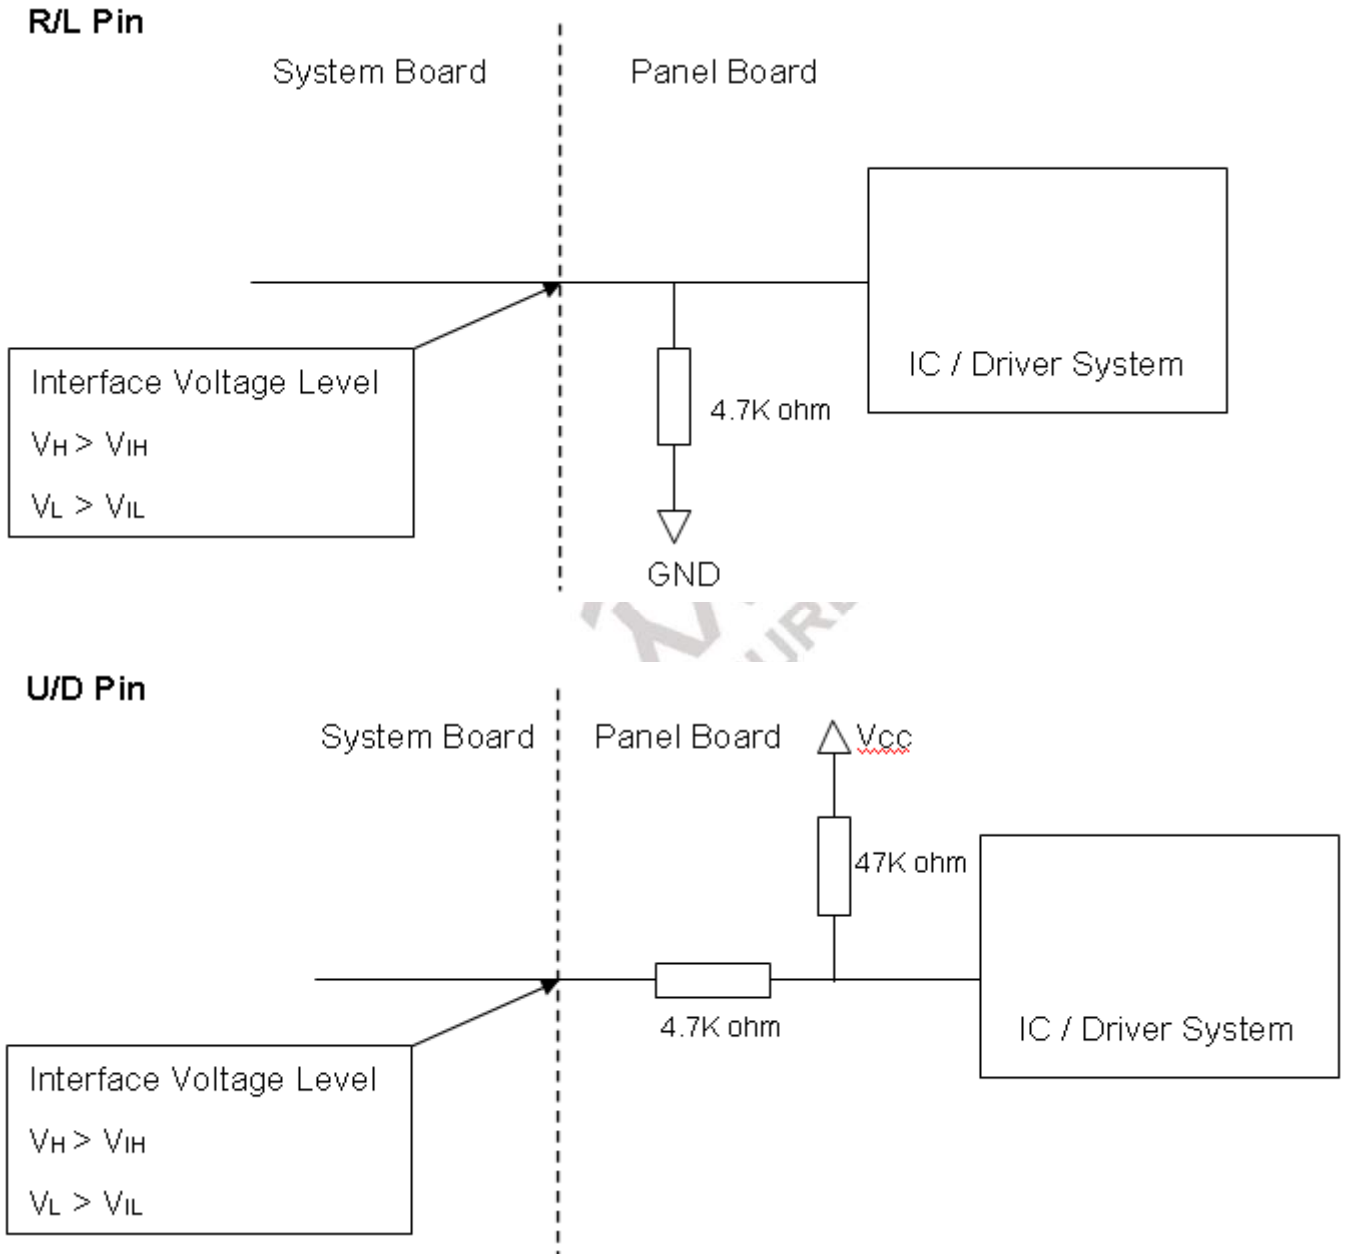 R/L Pin
System Board
Panel Board
IC / Driver System
Interface Voltage Level
VH > VIH
VL > VIL
4.7K ohm
GND
U/D Pin
System Board
Panel Board
Vcc
47K ohm
4.7K ohm
IC / Driver System
Interface Voltage Level
VH > VIH
VL > VIL